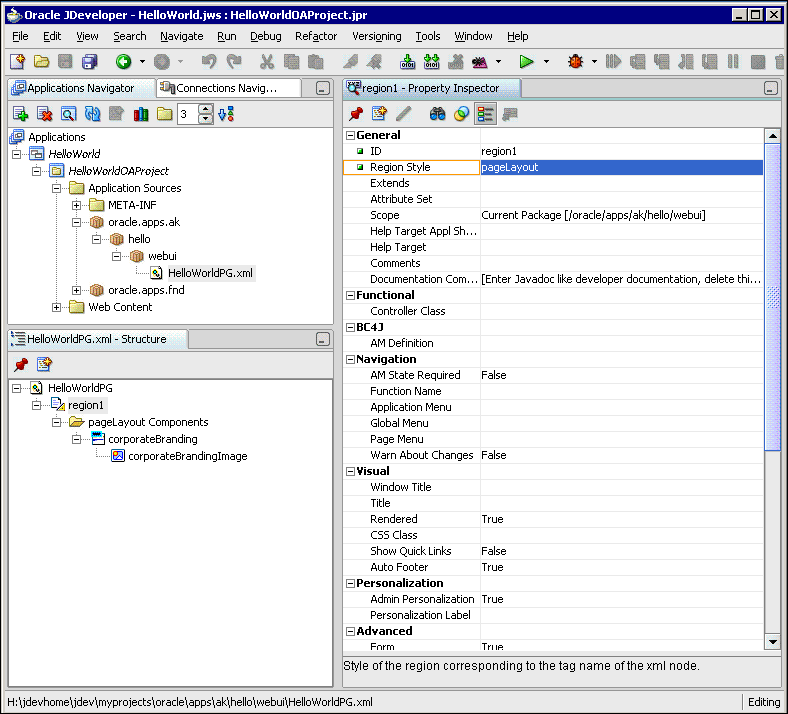 Oracle JDeveloper - HelloWorld.jws : HelloWorldOAProject.jpr
File Edit View Search Navigate Run Debug Refactor Versioning Tools Window Help
Applications Navigator
Connections Navig...
3
Applications
HelloWorld
HelloWorldOAProject
Application Sources
META-INF
oracle.apps.ak
hello
webui
HelloWorldPG.xml
oracle.apps.fnd
Web Content
HelloWorldPG.xml - Structure
HelloWorldPG
region1
pageLayout Components
corporateBranding
corporateBrandingImage
region1 - Property Inspector
General
ID region1
Region Style pageLayout
Extends
Attribute Set
Scope Current Package [/oracle/apps/ak/hello/webui]
Help Target Appl Sh...
Help Target
Comments
Documentation Com... [Enter Javadoc like developer documentation, delete thi...
Functional
Controller Class
BC4J
AM Definition
Navigation
AM State Required False
Function Name
Application Menu
Global Menu
Page Menu
Warn About Changes False
Visual
Window Title
Title
Rendered True
CSS Class
Show Quick Links False
Auto Footer True
Personalization
Admin Personalization True
Personalization Label
Advanced
Form True
Style of the region corresponding to the tag name of the xml node.
H:\jdevhome\jdev\myprojects\oracle\apps\ak\hello\webui\HelloWorldPG.xml
Editing